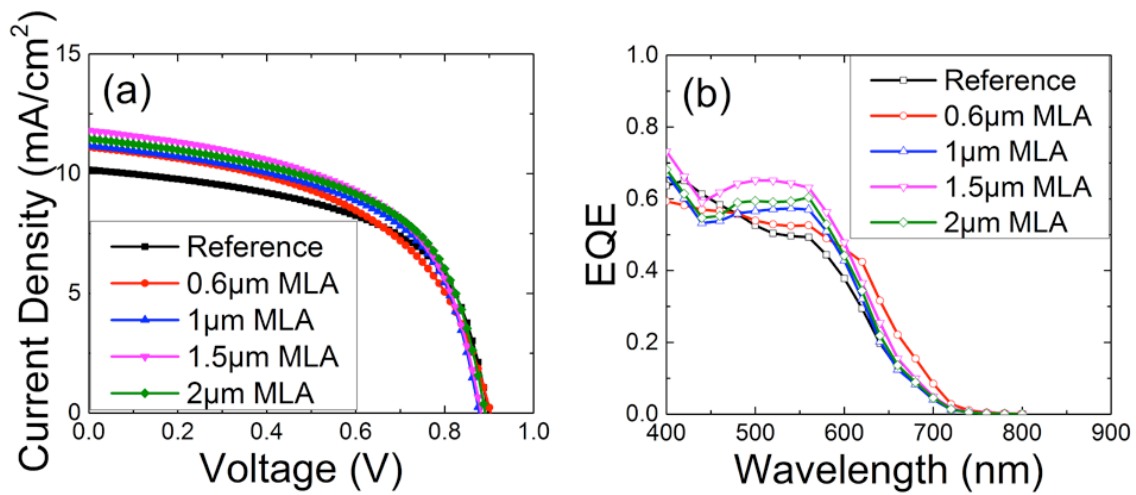 (a)
Current Density (mA/cm²)
15
10
5
0
Reference
0.6µm MLA
1µm MLA
1.5µm MLA
2µm MLA
0.0 0.2 0.4 0.6 0.8 1.0
Voltage (V)
(b)
EQE
1.0
0.8
0.6
0.4
0.2
0.0
Reference
0.6µm MLA
1µm MLA
1.5µm MLA
2µm MLA
400 500 600 700 800 900
Wavelength (nm)